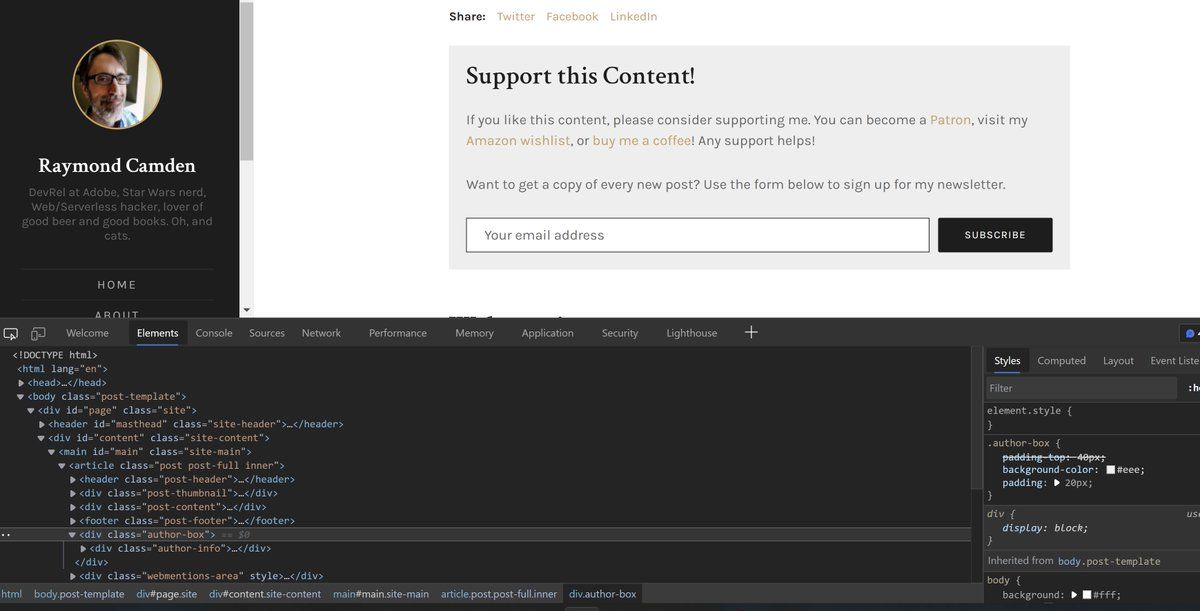 Share: Twitter Facebook LinkedIn
Support this Content!
If you like this content, please consider supporting me. You can become a Patron, visit my
Amazon wishlist, or buy me a coffee! Any support helps!
Want to get a copy of every new post? Use the form below to sign up for my newsletter.
Your email address SUBSCRIBE
Raymond Camden
DevRel at Adobe, Star Wars nerd,
Web/Serverless hacker, lover of
good beer and good books. Oh, and
cats.
HOME
ABOUT
Welcome Elements Console Sources Network Performance Memory Application Security Lighthouse
<!DOCTYPE html>
<html lang="en">
<head>…</head>
<body class="post-template">
<div id="page" class="site">
<header id="masthead" class="site-header">…</header>
<div id="content" class="site-content">
<main id="main" class="site-main">
<article class="post post-full inner">
<header class="post-header">…</header>
<div class="post-thumbnail">…</div>
<div class="post-content">…</div>
<footer class="post-footer">…</footer>
<div class="author-box"> == $0
<div class="author-info">…</div>
</div>
<div class="webmentions-area" style>…</div>
html body.post-template div#page.site div#content.site-content main#main.site-main article.post.post-full.inner div.author-box
Styles Computed Layout Event Liste
Filter :h
element.style {
}
.author-box {
padding-top: 40px;
background-color: #eee;
padding: 20px;
}
div { us
display: block;
}
Inherited from body.post-template
body {
background: #fff;